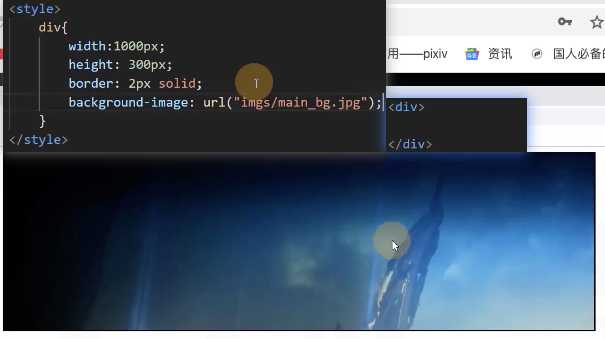 <style>
div{
width:1000px;
height: 300px;
border: 2px solid;
background-image: url("imgs/main_bg.jpg");
}
</style>
<div>
</div>
用——pixiv
资讯
国人必备的